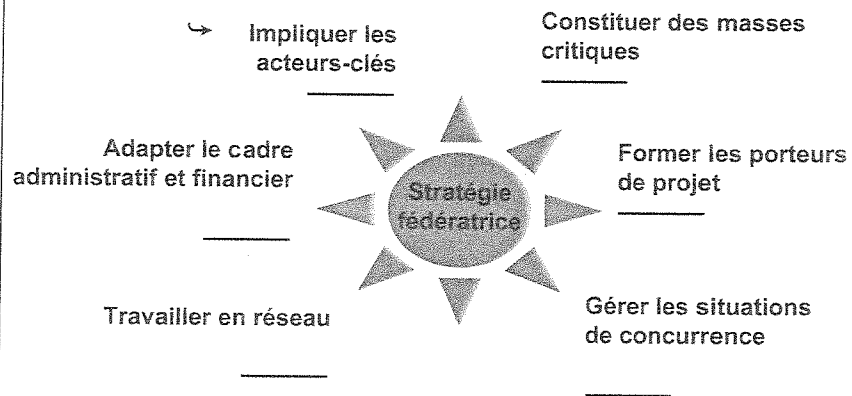 Impliquer les
acteurs-clés
Constituer des masses
critiques
Adapter le cadre
administratif et financier
Stratégie
fédératrice
Former les porteurs
de projet
Travailler en réseau
Gérer les situations
de concurrence